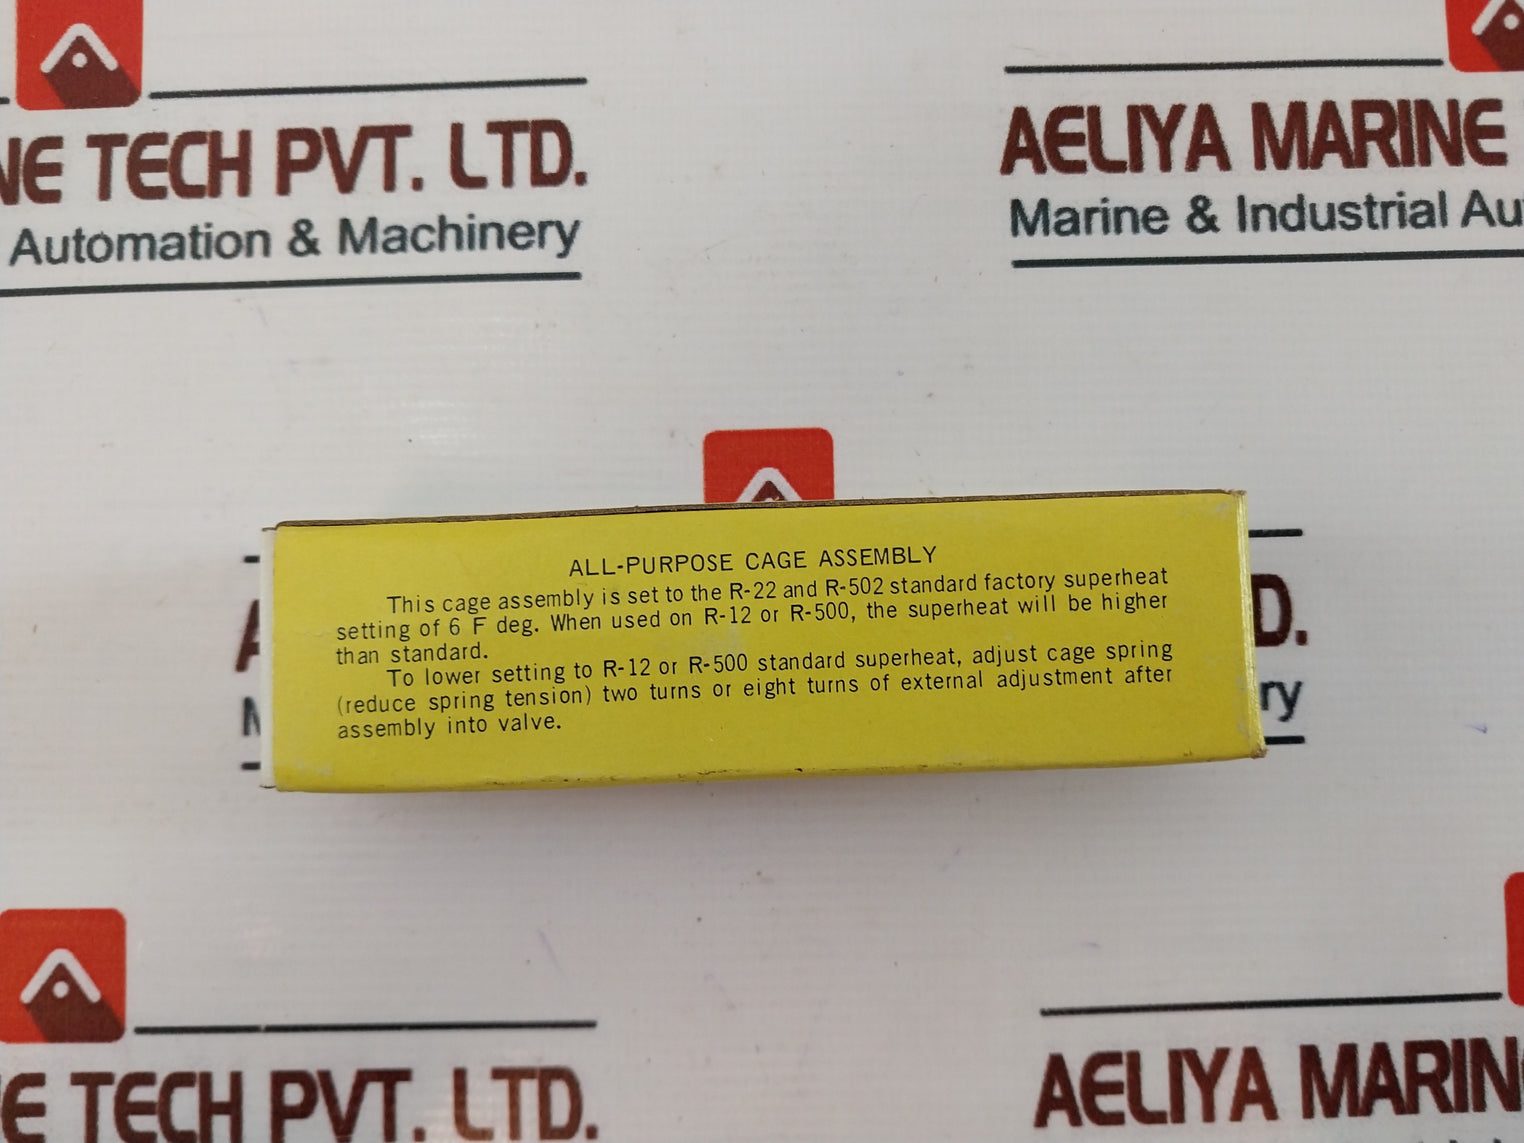 NE TECH PVT. LTD.
Automation & Machinery
AELIYA MARINE
Marine & Industrial Au
ALL-PURPOSE CAGE ASSEMBLY
This cage assembly is set to the R-22 and R-502 standard factory superheat
setting of 6 F deg. When used on R-12 or R-500, the superheat will be higher
than standard.
To lower setting to R-12 or R-500 standard superheat, adjust cage spring
(reduce spring tension) two turns or eight turns of external adjustment after
assembly into valve.
A
D.
M
ry
E TECH PVT. LTD.
AELIYA MARIN